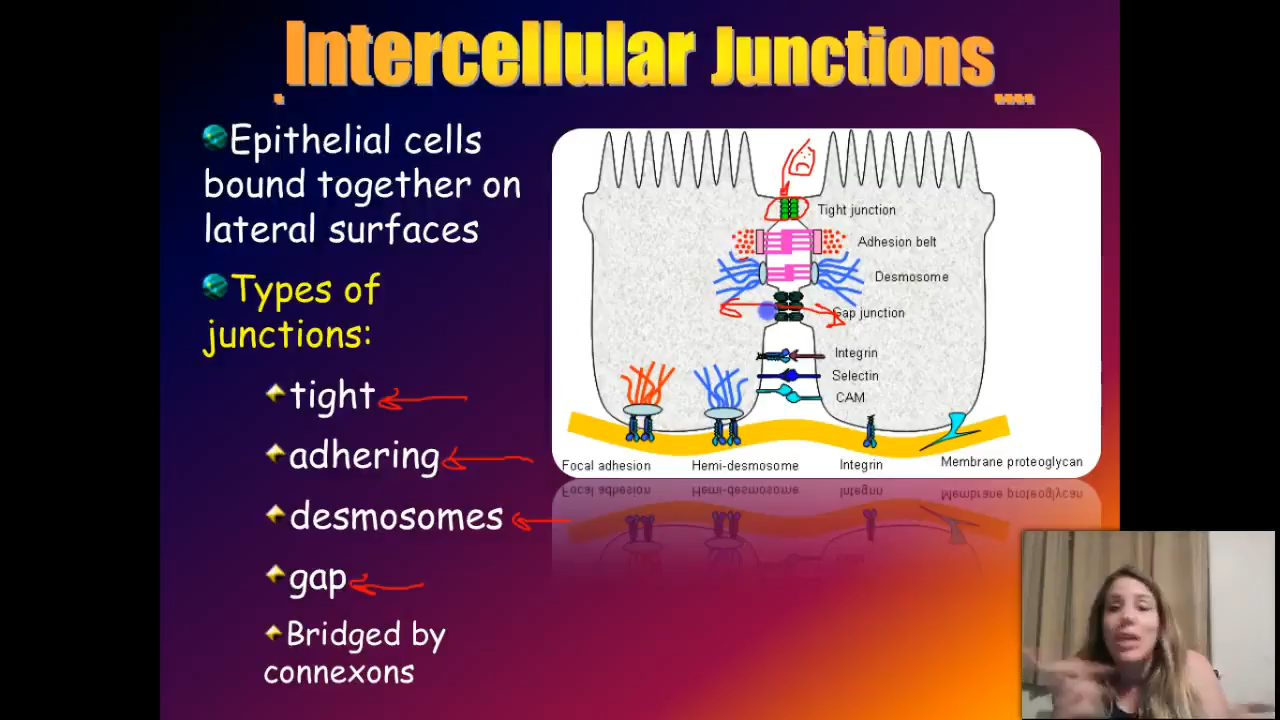 Intercellular Junctions
Epithelial cells
bound together on
lateral surfaces
Types of
junctions:
tight
adhering
desmosomes
gap
Bridged by
connexons
Tight junction
Adhesion belt
Desmosome
Gap junction
Integrin
Selectin
CAM
Focal adhesion
Hemi-desmosome
Integrin
Membrane proteoglycan